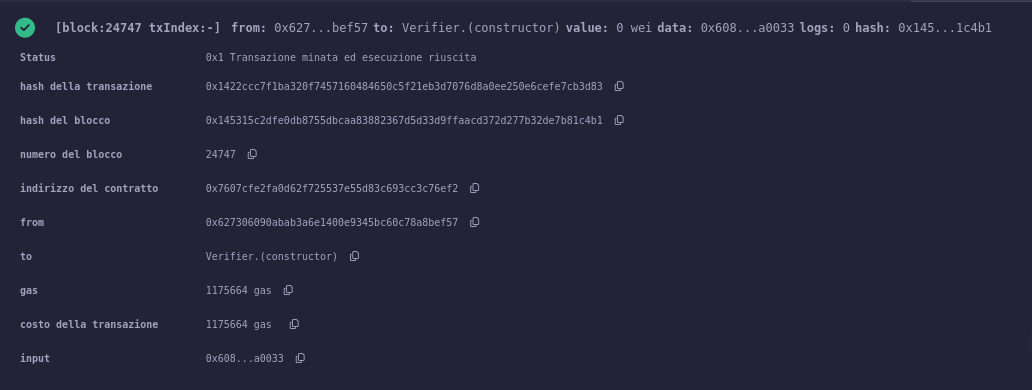 [block:24747 txIndex:-] from: 0x627...bef57 to: Verifier.(constructor) value: 0 wei data: 0x608...a0033 logs: 0 hash: 0x145...1c4b1
Status 0x1 Transazione minata ed esecuzione riuscita
hash della transazione 0x1422ccc7f1ba320f7457160484650c5f21eb3d7076d8a0ee250e6cefe7cb3d83
hash del blocco 0x145315c2dfe0db8755dbcaa83882367d5d33d9ffaacd372d277b32de7b81c4b1
numero del blocco 24747
indirizzo del contratto 0x7607cfe2fa0d62f725537e55d83c693cc3c76ef2
from 0x627306090abab3a6e1400e9345bc60c78a8bef57
to Verifier.(constructor)
gas 1175664 gas
costo della transazione 1175664 gas
input 0x608...a0033